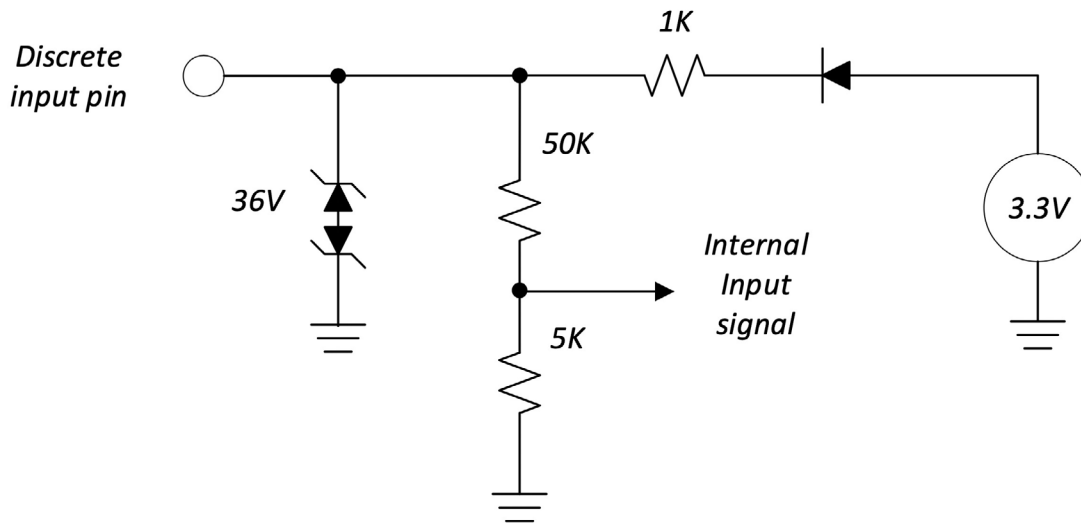 Discrete
input pin
1K
50K
36V
3.3V
Internal
Input
signal
5K